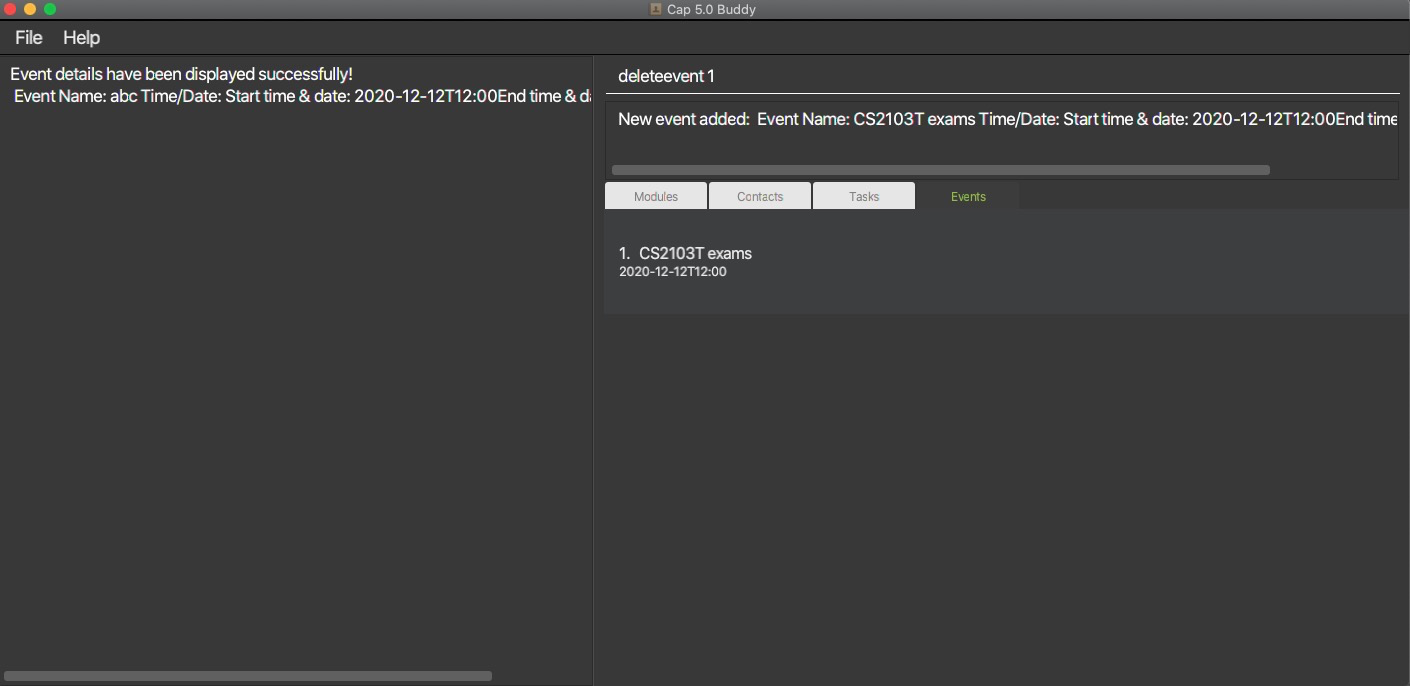 Cap 5.0 Buddy
File Help
Event details have been displayed successfully!
Event Name: abc Time/Date: Start time & date: 2020-12-12T12:00End time &
deleteevent 1
New event added: Event Name: CS2103T exams Time/Date: Start time & date: 2020-12-12T12:00End time
Modules Contacts Tasks Events
1. CS2103T exams
2020-12-12T12:00